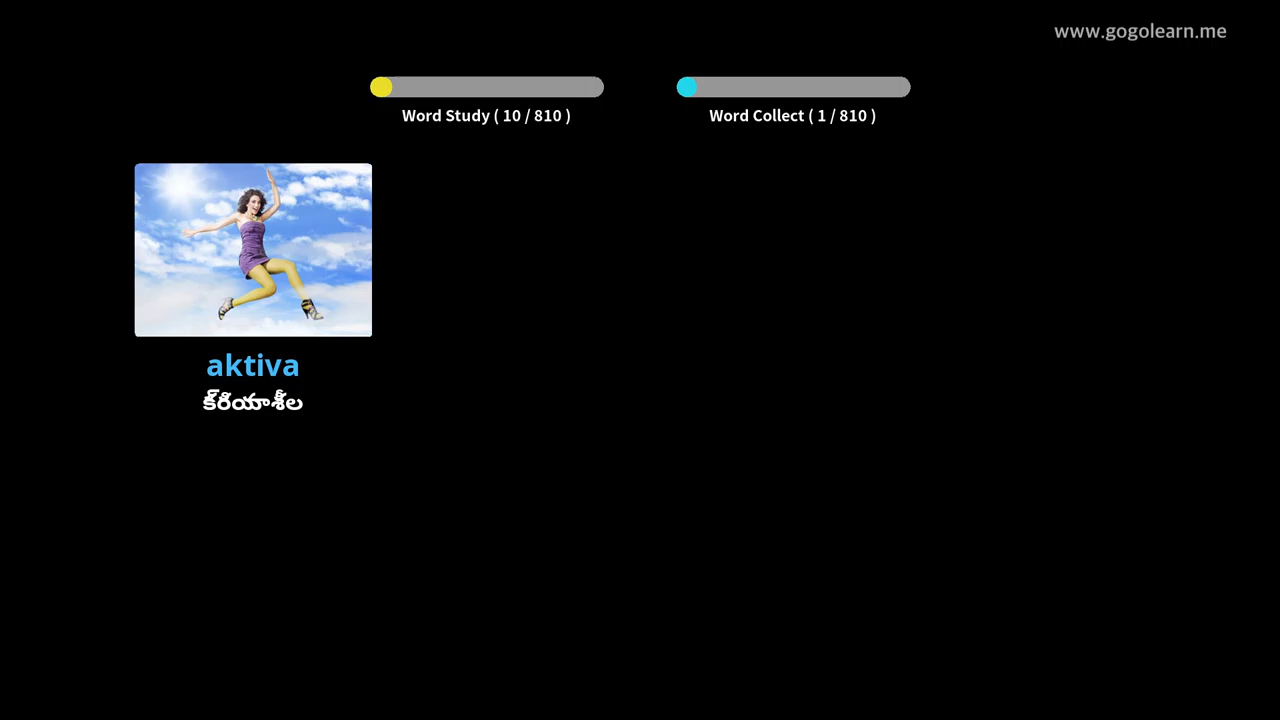 www.gogolearn.me
Word Study ( 10 / 810 )
Word Collect ( 1 / 810 )
aktiva
క్రియాశీల